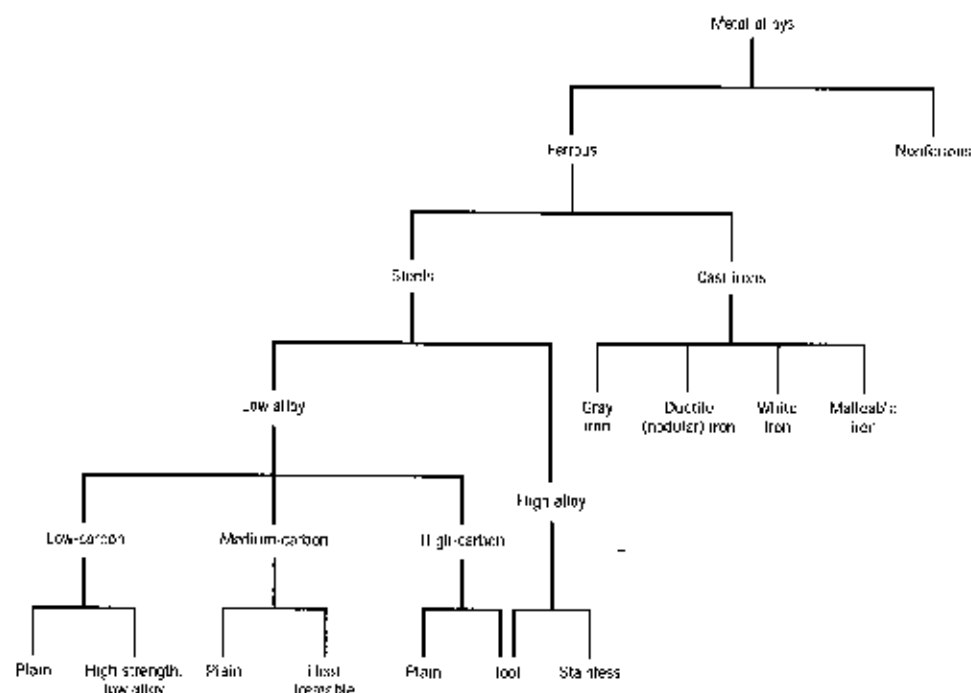 Metal alloys
Ferrous
Nonferrous
Steels
Cast irons
Low alloy
Gray
iron
Ductile
(nodular) iron
White
iron
Malleable
iron
High alloy
Low-carbon
Medium-carbon
High-carbon
Plain
High strength,
low alloy
Plain
Heat
treatable
Plain
Tool
Stainless